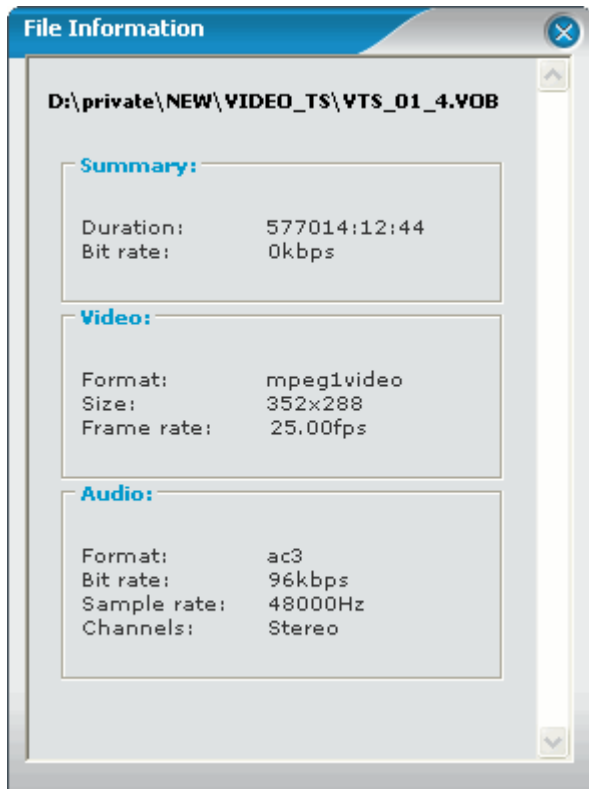 File Information
D:\private\NEW\VIDEO_TS\VTS_01_4.VOB
Summary:
Duration: 577014:12:44
Bit rate: 0kbps
Video:
Format: mpeg1video
Size: 352x288
Frame rate: 25.00fps
Audio:
Format: ac3
Bit rate: 96kbps
Sample rate: 48000Hz
Channels: Stereo